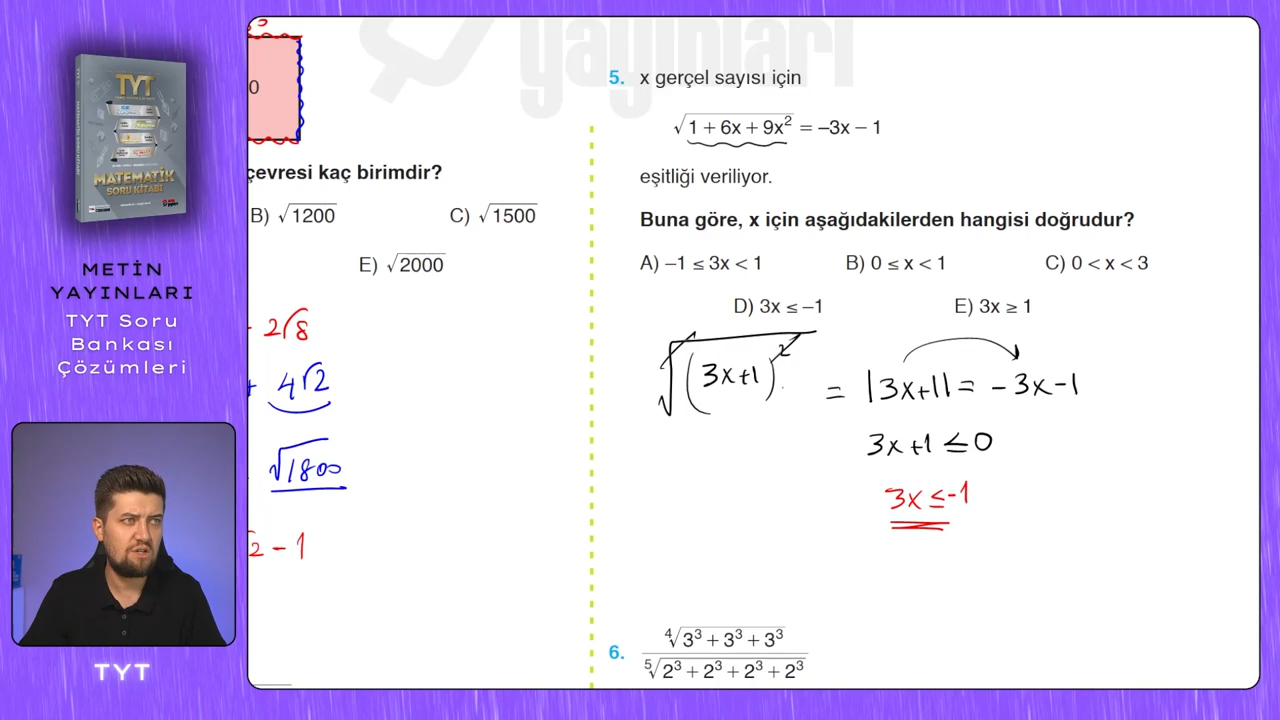 TYT
MATEMATİK
SORU KİTABI
METİN
YAYINLARI
TYT Soru
Bankası
Çözümleri
TYT
yayınları
0
çevresi kaç birimdir?
B) √1200
C) √1500
E) √2000
2√8
+ 4√2
√1800
√2 - 1
5. x gerçel sayısı için
√1 + 6x + 9x² = –3x – 1
eşitliği veriliyor.
Buna göre, x için aşağıdakilerden hangisi doğrudur?
A) –1 ≤ 3x < 1
B) 0 ≤ x < 1
C) 0 < x < 3
D) 3x ≤ –1
E) 3x ≥ 1
√(3x+1)² = |3x+1| = -3x-1
3x+1 ≤ 0
3x ≤ -1
6. ⁴√3³ + 3³ + 3³
⁵√2³ + 2³ + 2³ + 2³